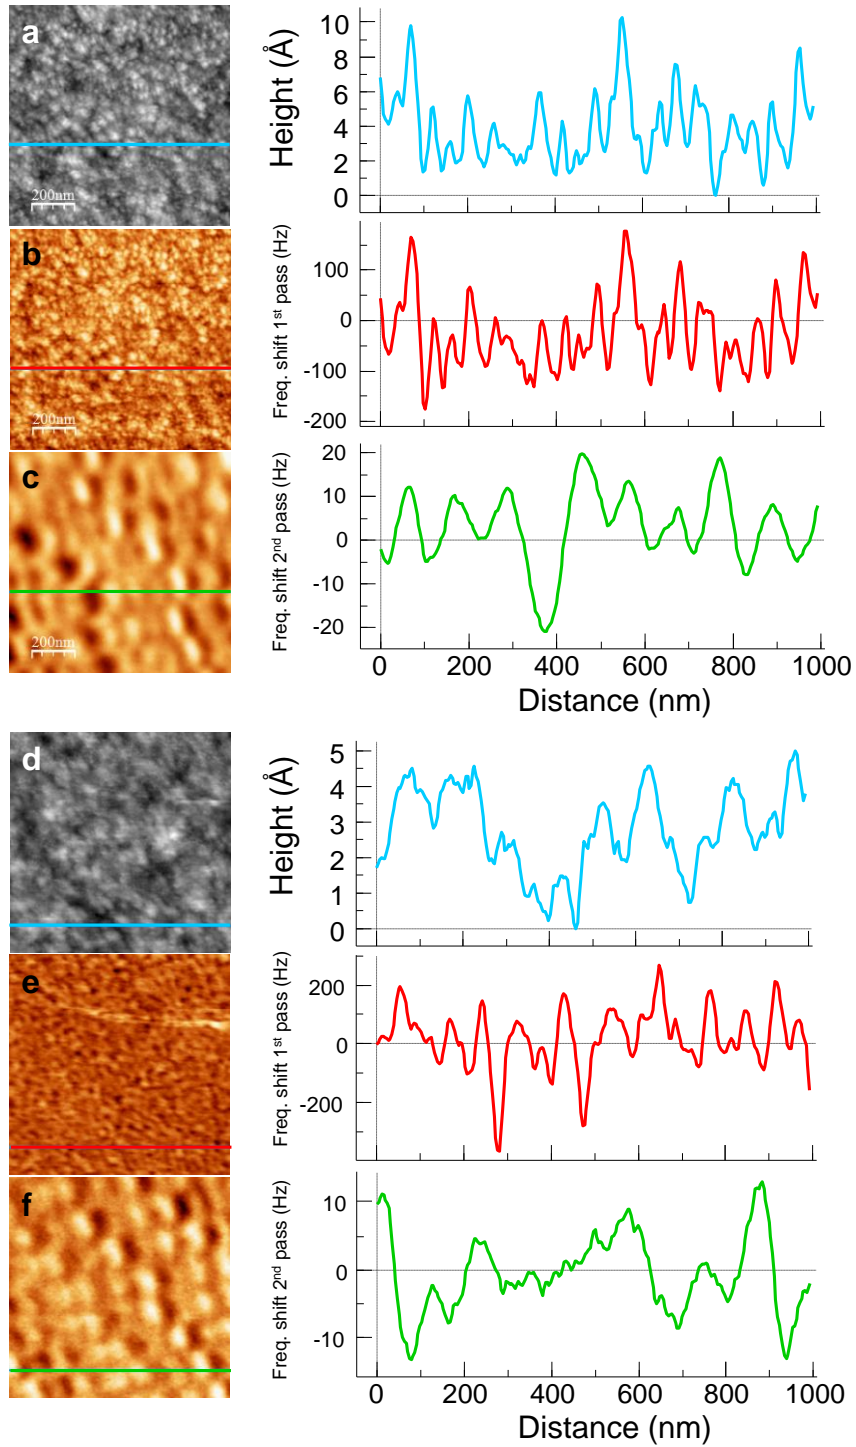 a
200nm
Height (Å)
10
8
6
4
2
0
b
200nm
Freq. shift 1st pass (Hz)
100
0
-100
-200
c
200nm
Freq. shift 2nd pass (Hz)
20
10
0
-10
-20
0 200 400 600 800 1000
Distance (nm)
d
Height (Å)
5
4
3
2
1
0
e
Freq. shift 1st pass (Hz)
200
0
-200
f
Freq. shift 2nd pass (Hz)
10
0
-10
0 200 400 600 800 1000
Distance (nm)